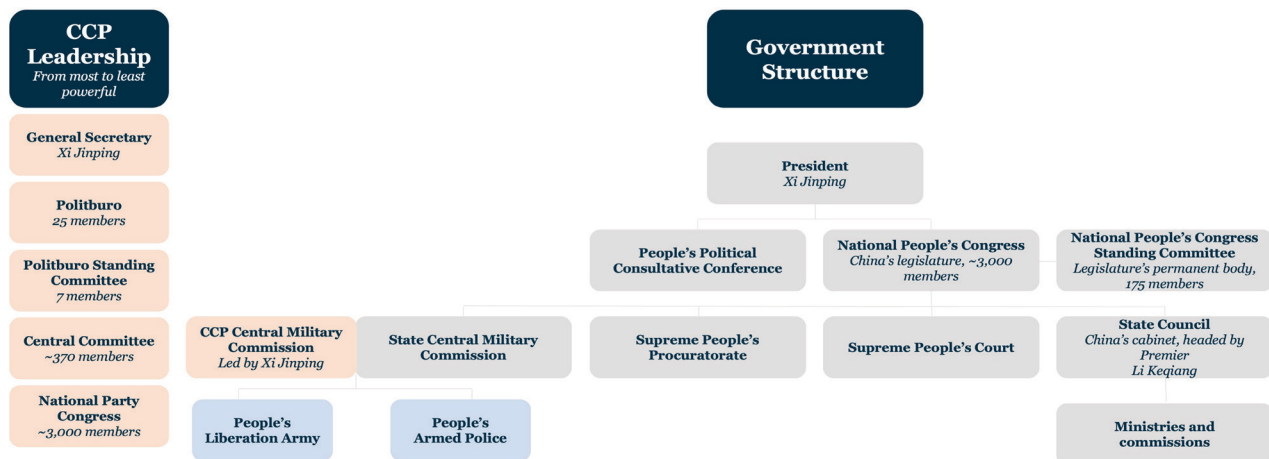 CCP
Leadership
From most to least
powerful
General Secretary
Xi Jinping
Politburo
25 members
Politburo Standing
Committee
7 members
Central Committee
~370 members
National Party
Congress
~3,000 members
Government
Structure
President
Xi Jinping
People’s Political
Consultative Conference
National People’s Congress
China’s legislature, ~3,000
members
National People’s Congress
Standing Committee
Legislature’s permanent body,
175 members
CCP Central Military
Commission
Led by Xi Jinping
State Central Military
Commission
Supreme People’s
Procuratorate
Supreme People’s Court
State Council
China’s cabinet, headed by
Premier
Li Keqiang
People’s
Liberation Army
People’s
Armed Police
Ministries and
commissions